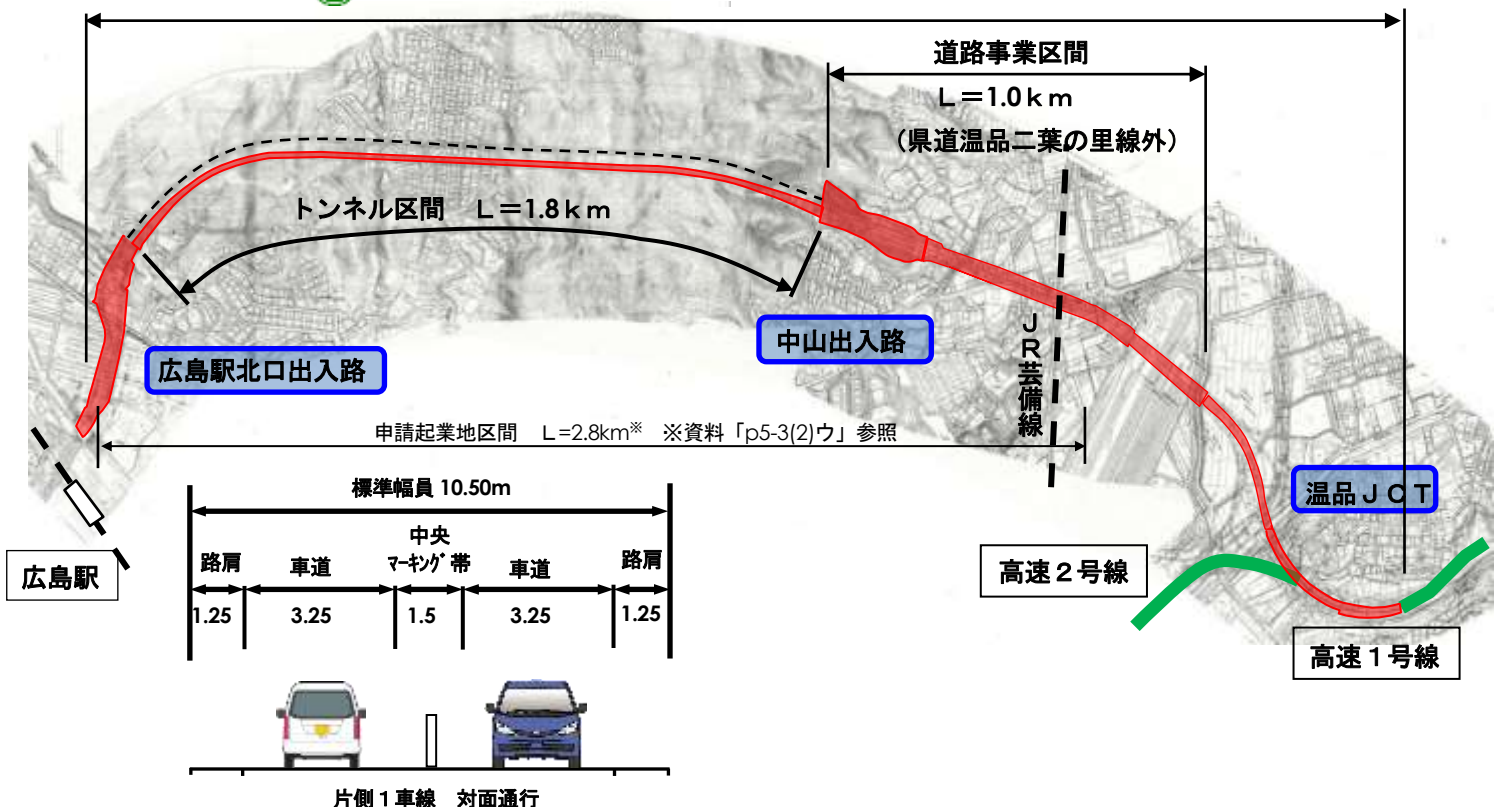 道路事業区間
L=1.0km
(県道温品二葉の里線外)
トンネル区間 L=1.8km
広島駅北口出入路
中山出入路
JR芸備線
申請起業地区間 L=2.8km※ ※資料「p5-3(2)ウ」参照
温品JCT
広島駅
高速2号線
高速1号線
標準幅員 10.50m
路肩 車道 中央マーキング帯 車道 路肩
1.25 3.25 1.5 3.25 1.25
片側1車線 対面通行